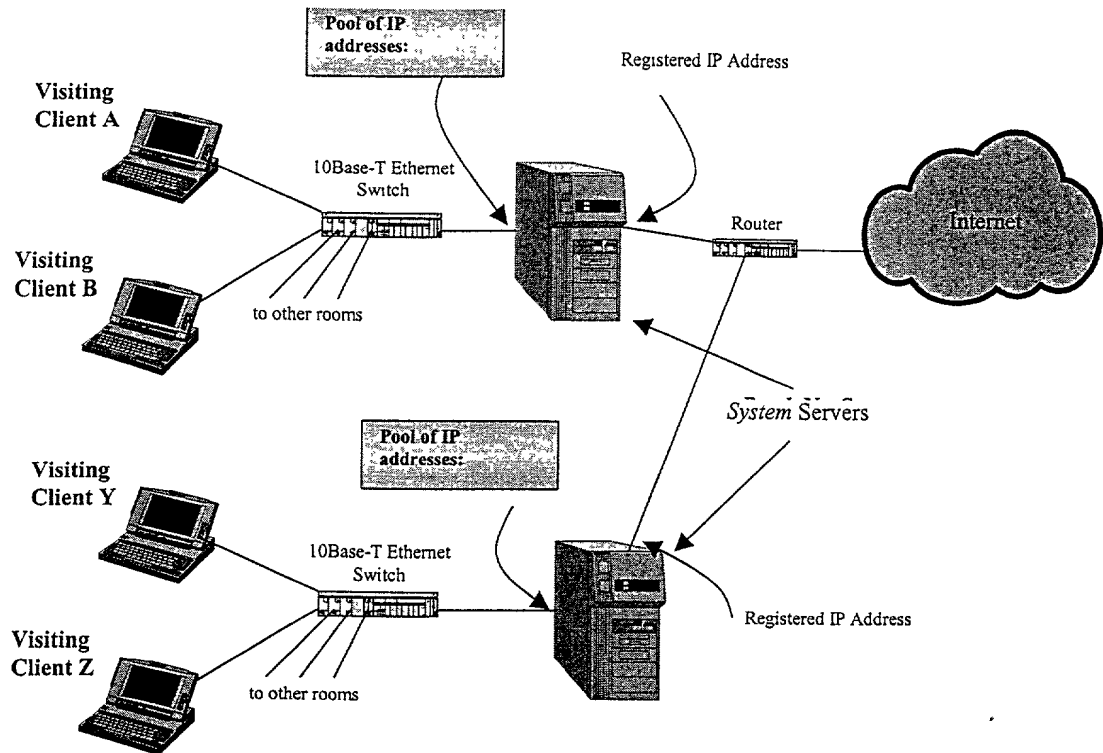 Pool of IP
addresses:
Registered IP Address
Visiting
Client A
10Base-T Ethernet
Switch
Router
Internet
Visiting
Client B
to other rooms
System Servers
Pool of IP
addresses:
Visiting
Client Y
10Base-T Ethernet
Switch
Registered IP Address
Visiting
Client Z
to other rooms